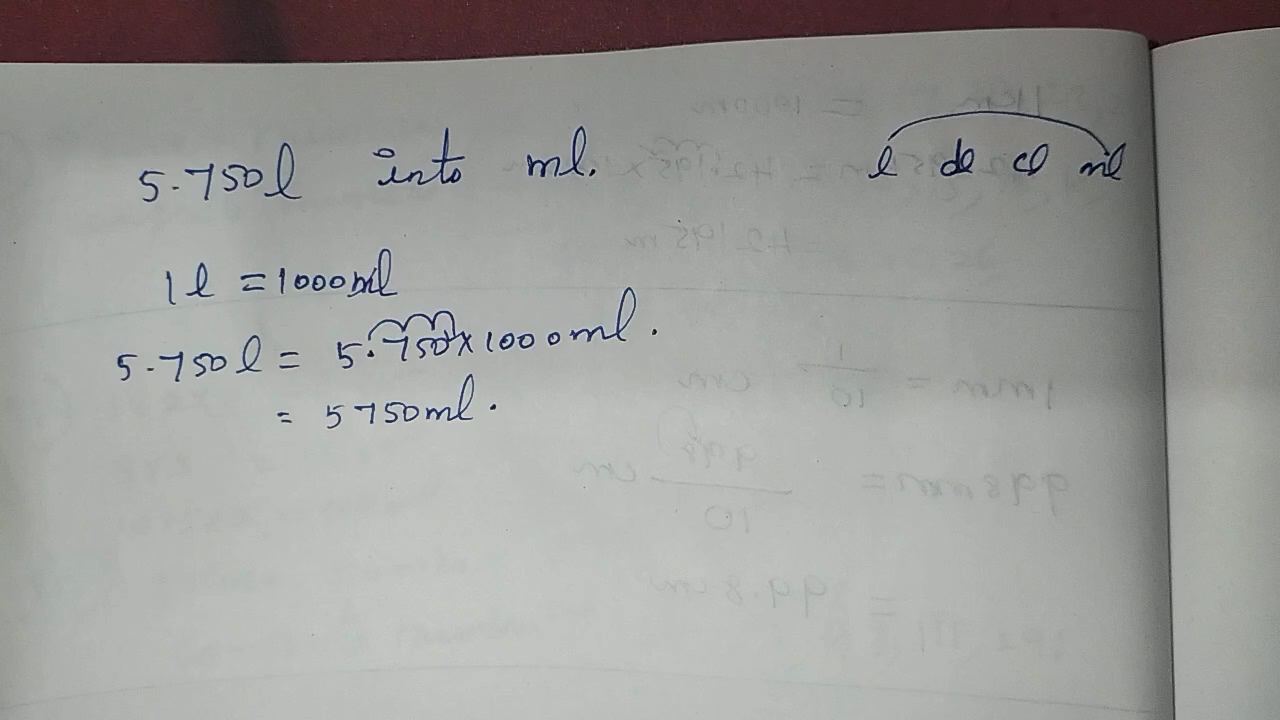 5.750l into ml. l dl cl ml
1l = 1000ml
5.750l = 5.750x1000ml.
= 5750ml.